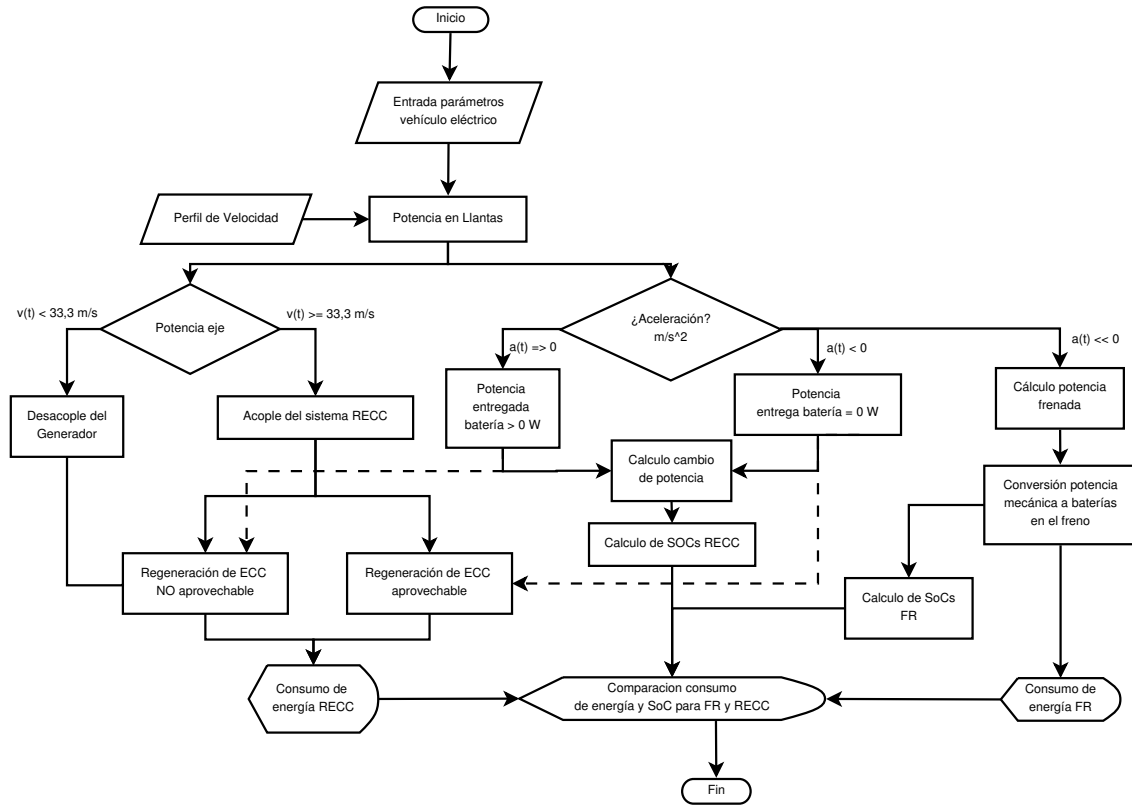 Inicio
Entrada parámetros
vehículo eléctrico
Perfil de Velocidad
Potencia en Llantas
v(t) < 33,3 m/s
Potencia eje
v(t) >= 33,3 m/s
¿Aceleración?
m/s^2
a(t) => 0
a(t) < 0
a(t) << 0
Desacople del
Generador
Acople del sistema RECC
Potencia
entregada
batería > 0 W
Potencia
entrega batería = 0 W
Cálculo potencia
frenada
Calculo cambio
de potencia
Conversión potencia
mecánica a baterías
en el freno
Calculo de SOCs RECC
Regeneración de ECC
NO aprovechable
Regeneración de ECC
aprovechable
Calculo de SoCs
FR
Consumo de
energía RECC
Comparacion consumo
de energía y SoC para FR y RECC
Consumo de
energía FR
Fin